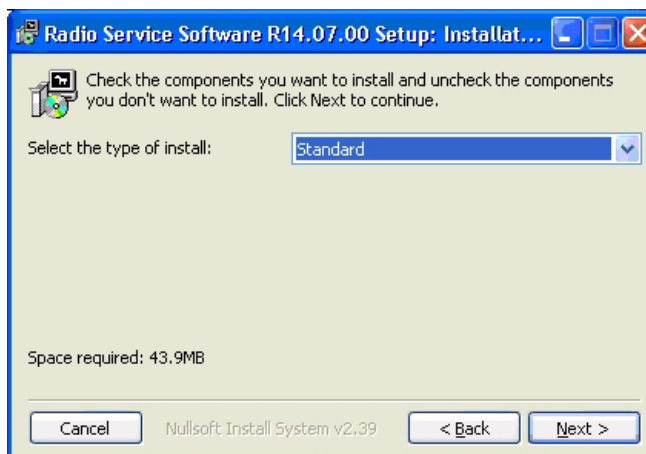 Radio Service Software R14.07.00 Setup: Installat...
Check the components you want to install and uncheck the components
you don't want to install. Click Next to continue.
Select the type of install:
Standard
Space required: 43.9MB
Cancel
Nullsoft Install System v2.39
< Back
Next >